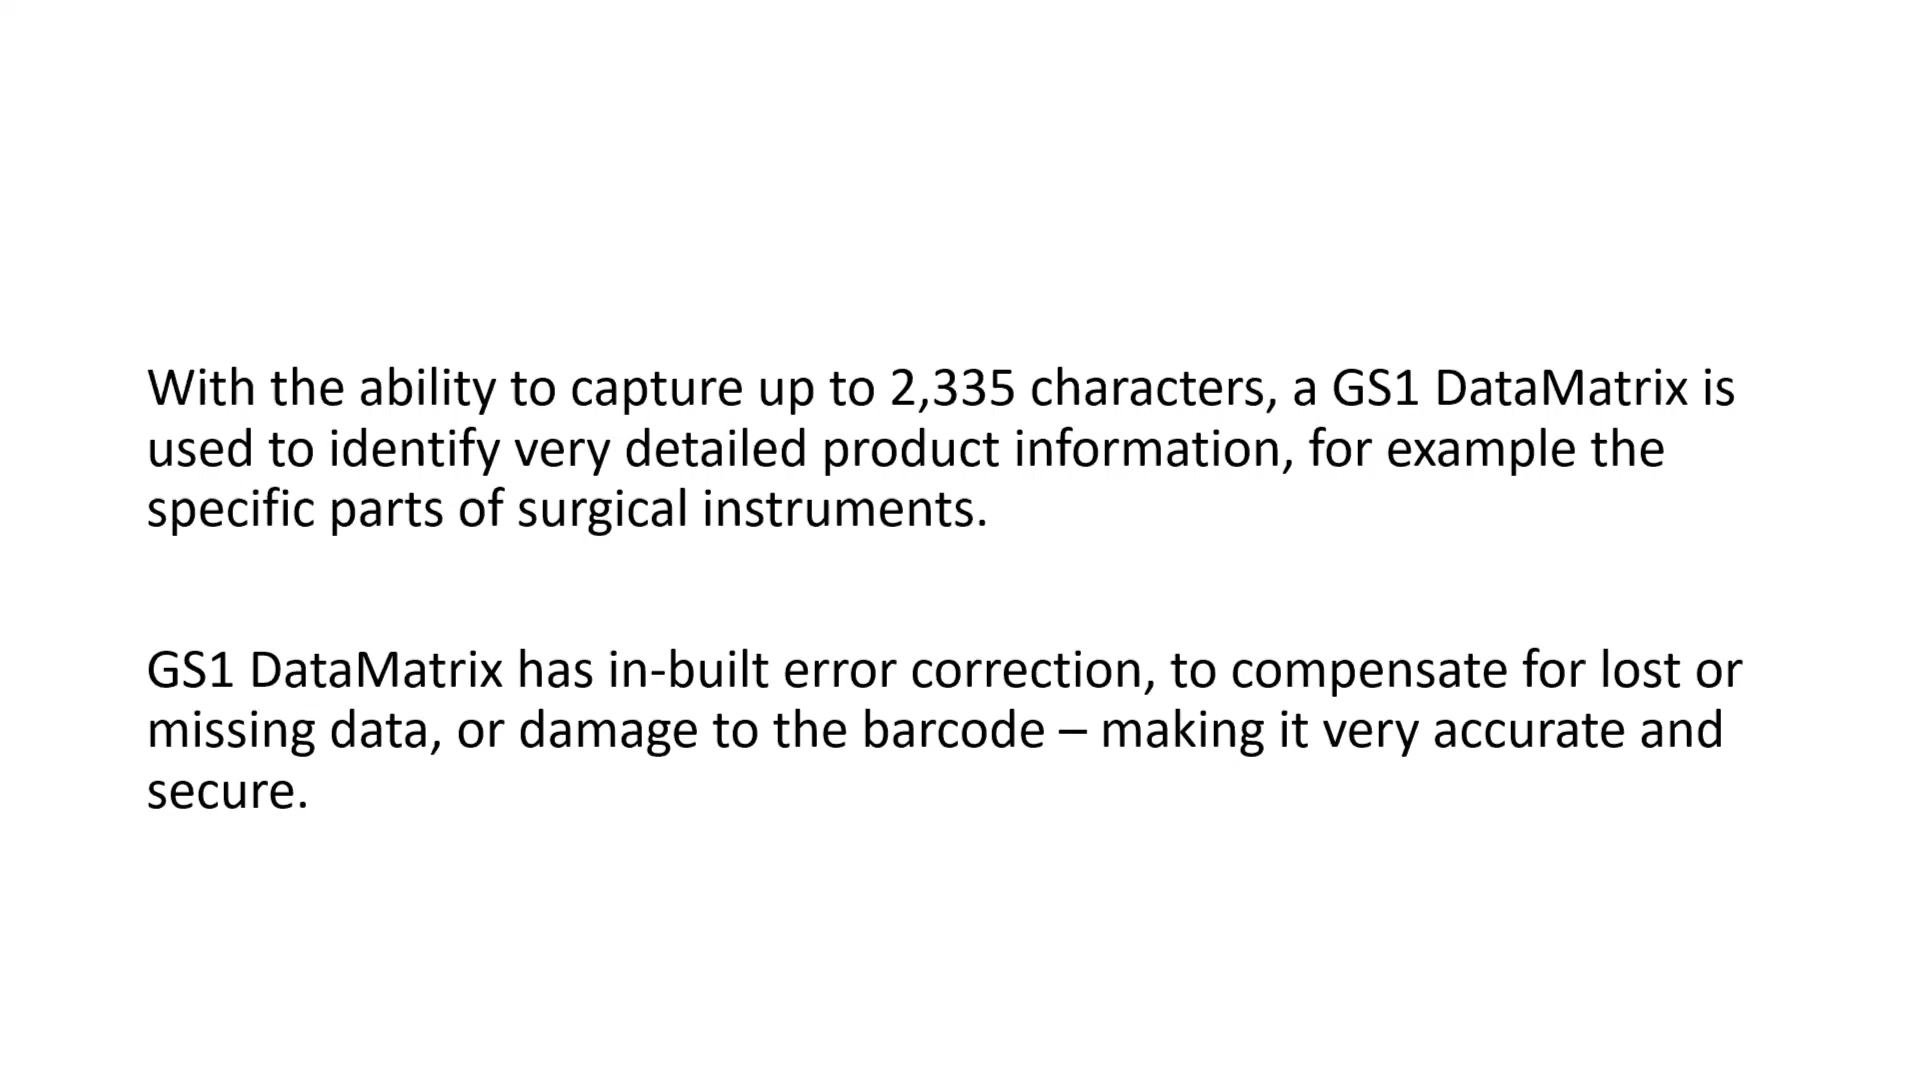 With the ability to capture up to 2,335 characters, a GS1 DataMatrix is
used to identify very detailed product information, for example the
specific parts of surgical instruments.
GS1 DataMatrix has in-built error correction, to compensate for lost or
missing data, or damage to the barcode – making it very accurate and
secure.